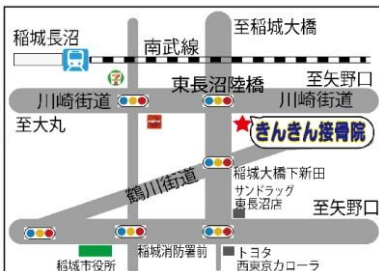 至稲城大橋
稲城長沼
南武線
東長沼陸橋
至矢野口
川崎街道
川崎街道
至大丸
きんきん接骨院
鶴川街道
稲城大橋下新田
サンドラッグ
東長沼店
至矢野口
稲城消防署前
稲城市役所
トヨタ
西東京カローラ